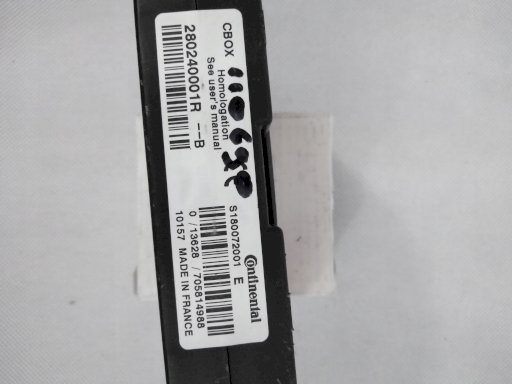 CBOX
Homologation
See user's manual
280240001R --B
Continental
S180072001 E
0 /13628 / 705814988
10157 MADE IN FRANCE